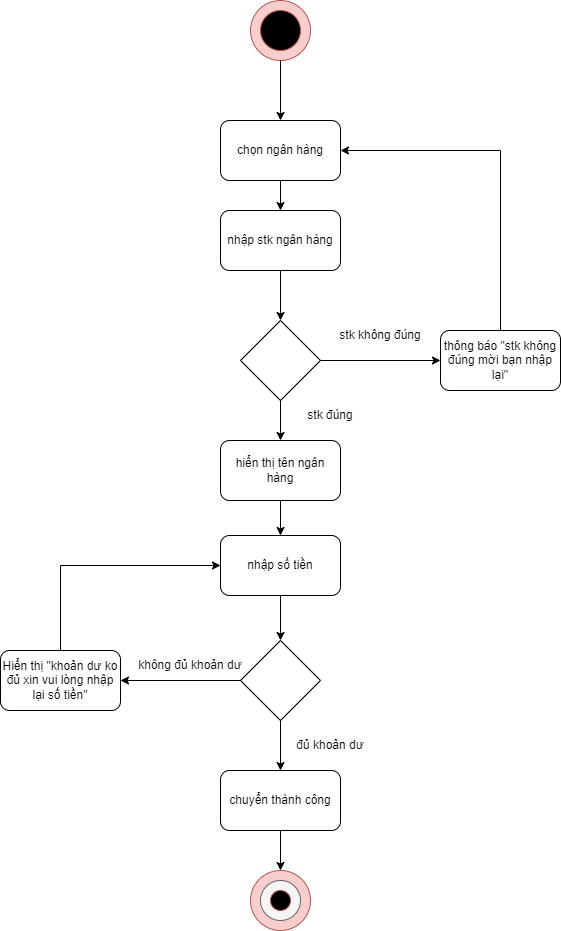 chọn ngân hàng
nhập stk ngân hàng
stk không đúng
thông báo "stk không
đúng mời bạn nhập
lại"
stk đúng
hiển thị tên ngân
hàng
nhập số tiền
không đủ khoản dư
Hiển thị "khoản dư ko
đủ xin vui lòng nhập
lại số tiền"
đủ khoản dư
chuyển thành công